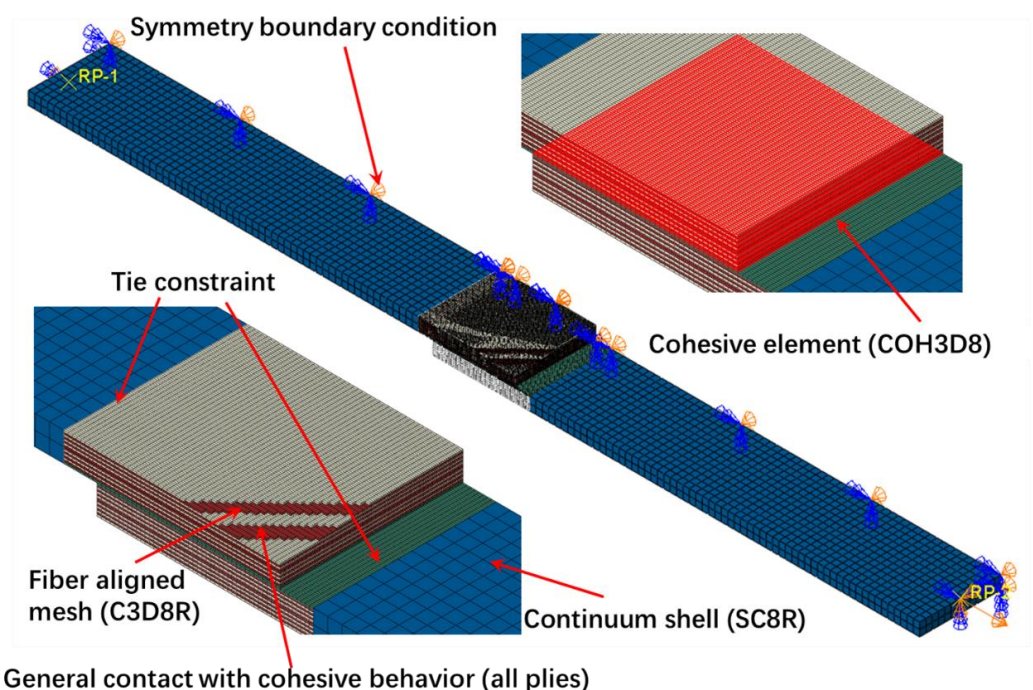 Symmetry boundary condition
RP-1
Tie constraint
Cohesive element (COH3D8)
Fiber aligned
mesh (C3D8R)
Continuum shell (SC8R)
RP-
General contact with cohesive behavior (all plies)